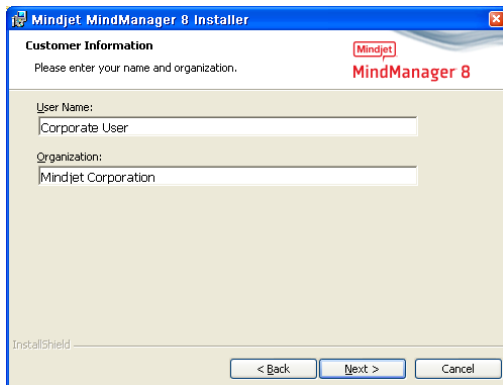 Mindjet MindManager 8 Installer
Customer Information
Please enter your name and organization.
Mindjet
MindManager 8
User Name:
Corporate User
Organization:
Mindjet Corporation
InstallShield
< Back
Next >
Cancel